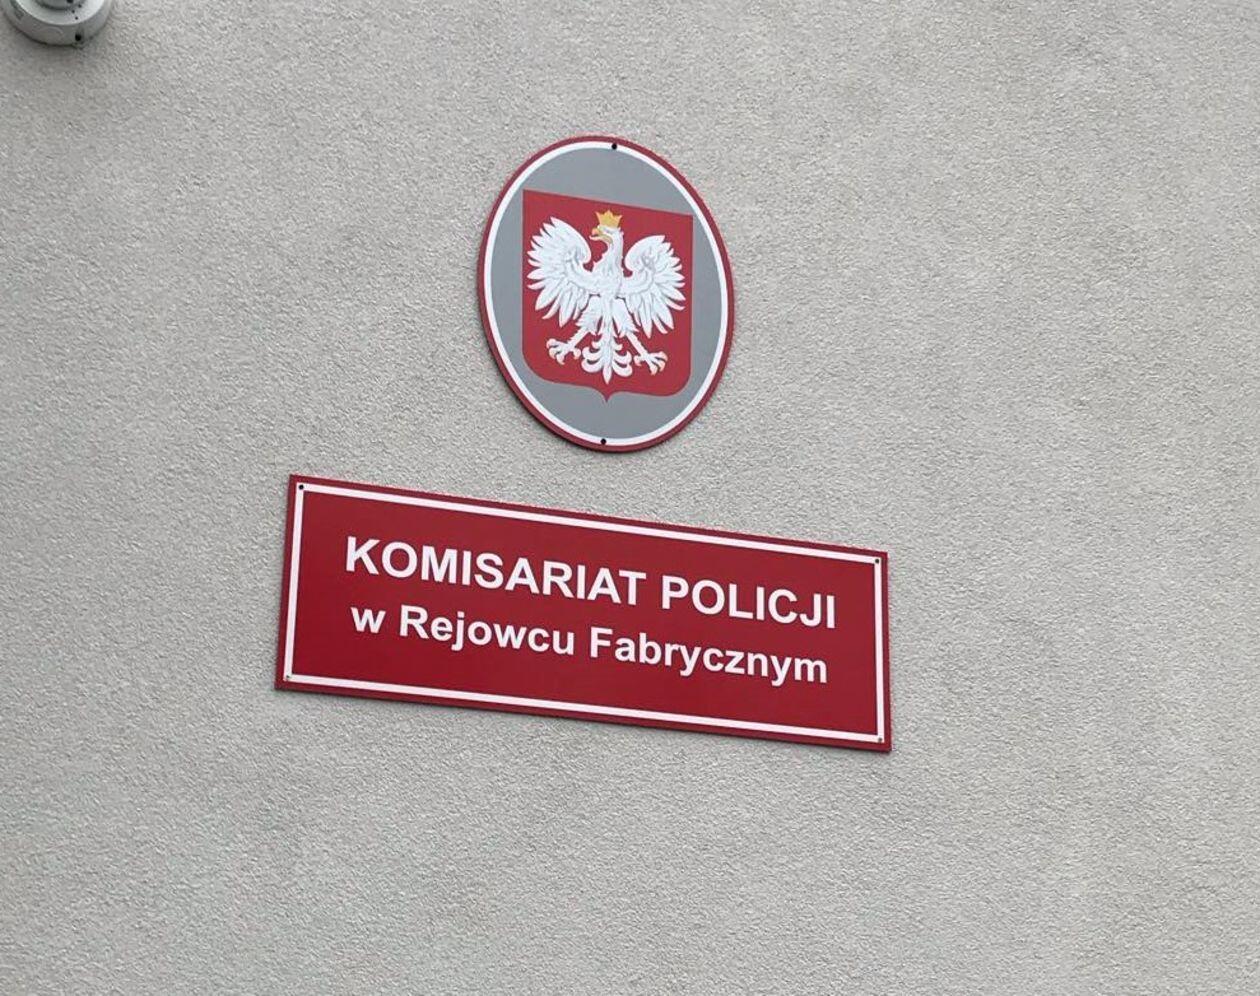 KOMISARIAT POLICJI
w Rejowcu Fabrycznym